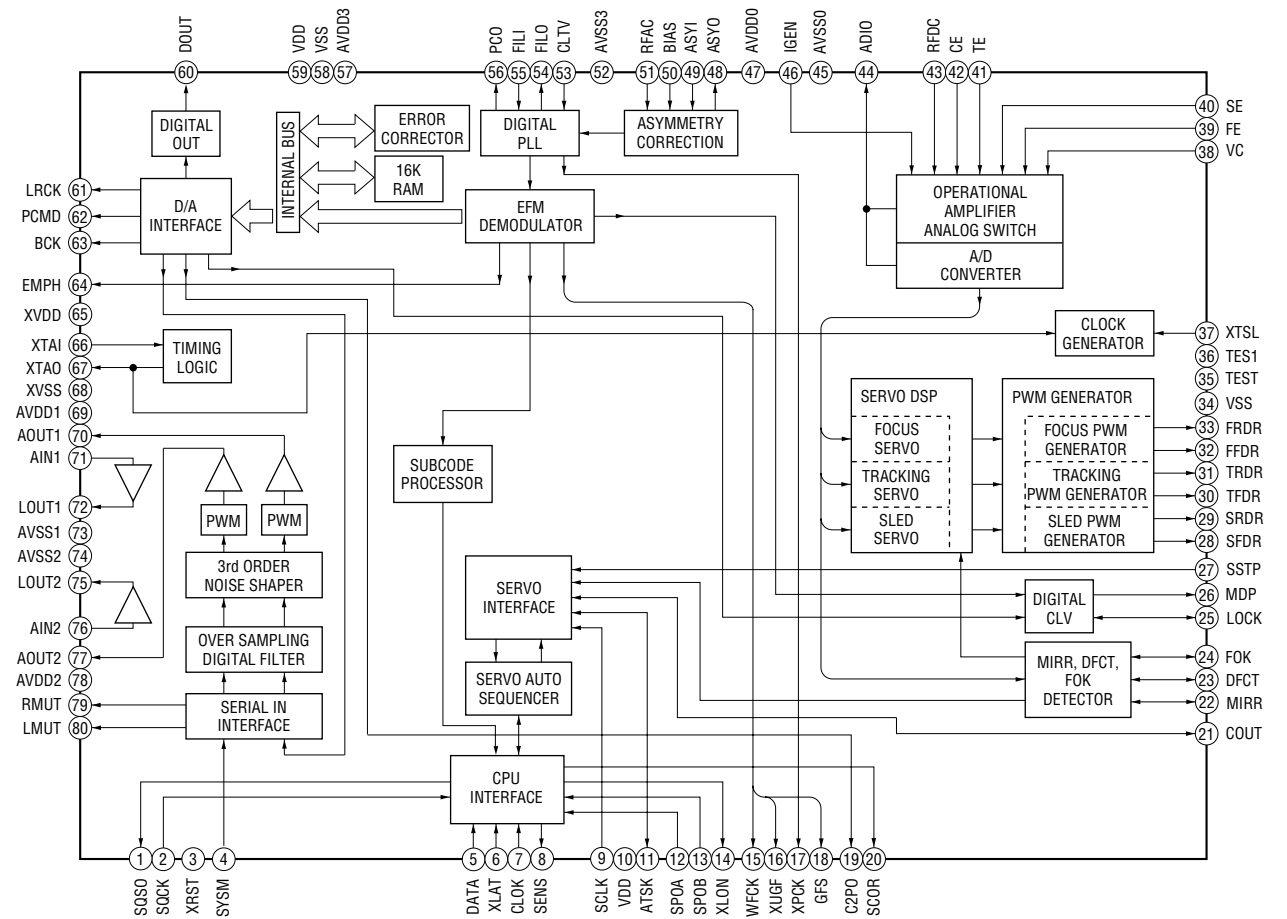 DOUT
VDD
VSS
AVDD3
PCO
FILI
FILO
CLTV
AVSS3
RFAC
BIAS
ASYI
ASYO
AVDD0
IGEN
AVSS0
ADIO
RFDC
CE
TE
60
59
58
57
56
55
54
53
52
51
50
49
48
47
46
45
44
43
42
41
40 SE
39 FE
38 VC
DIGITAL
OUT
INTERNAL BUS
ERROR
CORRECTOR
16K
RAM
DIGITAL
PLL
ASYMMETRY
CORRECTION
LRCK 61
PCMD 62
BCK 63
D/A
INTERFACE
EFM
DEMODULATOR
OPERATIONAL
AMPLIFIER
ANALOG SWITCH
A/D
CONVERTER
EMPH 64
XVDD 65
XTAI 66
XTAO 67
XVSS 68
AVDD1 69
AOUT1 70
AIN1 71
LOUT1 72
AVSS1 73
AVSS2 74
LOUT2 75
AIN2 76
AOUT2 77
AVDD2 78
RMUT 79
LMUT 80
TIMING
LOGIC
CLOCK
GENERATOR
37 XTSL
36 TES1
35 TEST
34 VSS
33 FRDR
32 FFDR
31 TRDR
30 TFDR
29 SRDR
28 SFDR
27 SSTP
26 MDP
25 LOCK
24 FOK
23 DFCT
22 MIRR
21 COUT
SERVO DSP
FOCUS
SERVO
TRACKING
SERVO
SLED
SERVO
PWM GENERATOR
FOCUS PWM
GENERATOR
TRACKING
PWM GENERATOR
SLED PWM
GENERATOR
SUBCODE
PROCESSOR
PWM
PWM
3rd ORDER
NOISE SHAPER
OVER SAMPLING
DIGITAL FILTER
SERIAL IN
INTERFACE
SERVO
INTERFACE
SERVO AUTO
SEQUENCER
DIGITAL
CLV
MIRR, DFCT,
FOK
DETECTOR
CPU
INTERFACE
1
2
3
4
5
6
7
8
9
10
11
12
13
14
15
16
17
18
19
20
SQSO
SQCK
XRST
SYSM
DATA
XLAT
CLOK
SENS
SCLK
VDD
ATSK
SPOA
SPOB
XLON
WFCK
XUGF
XPCK
GFS
C2PO
SCOR